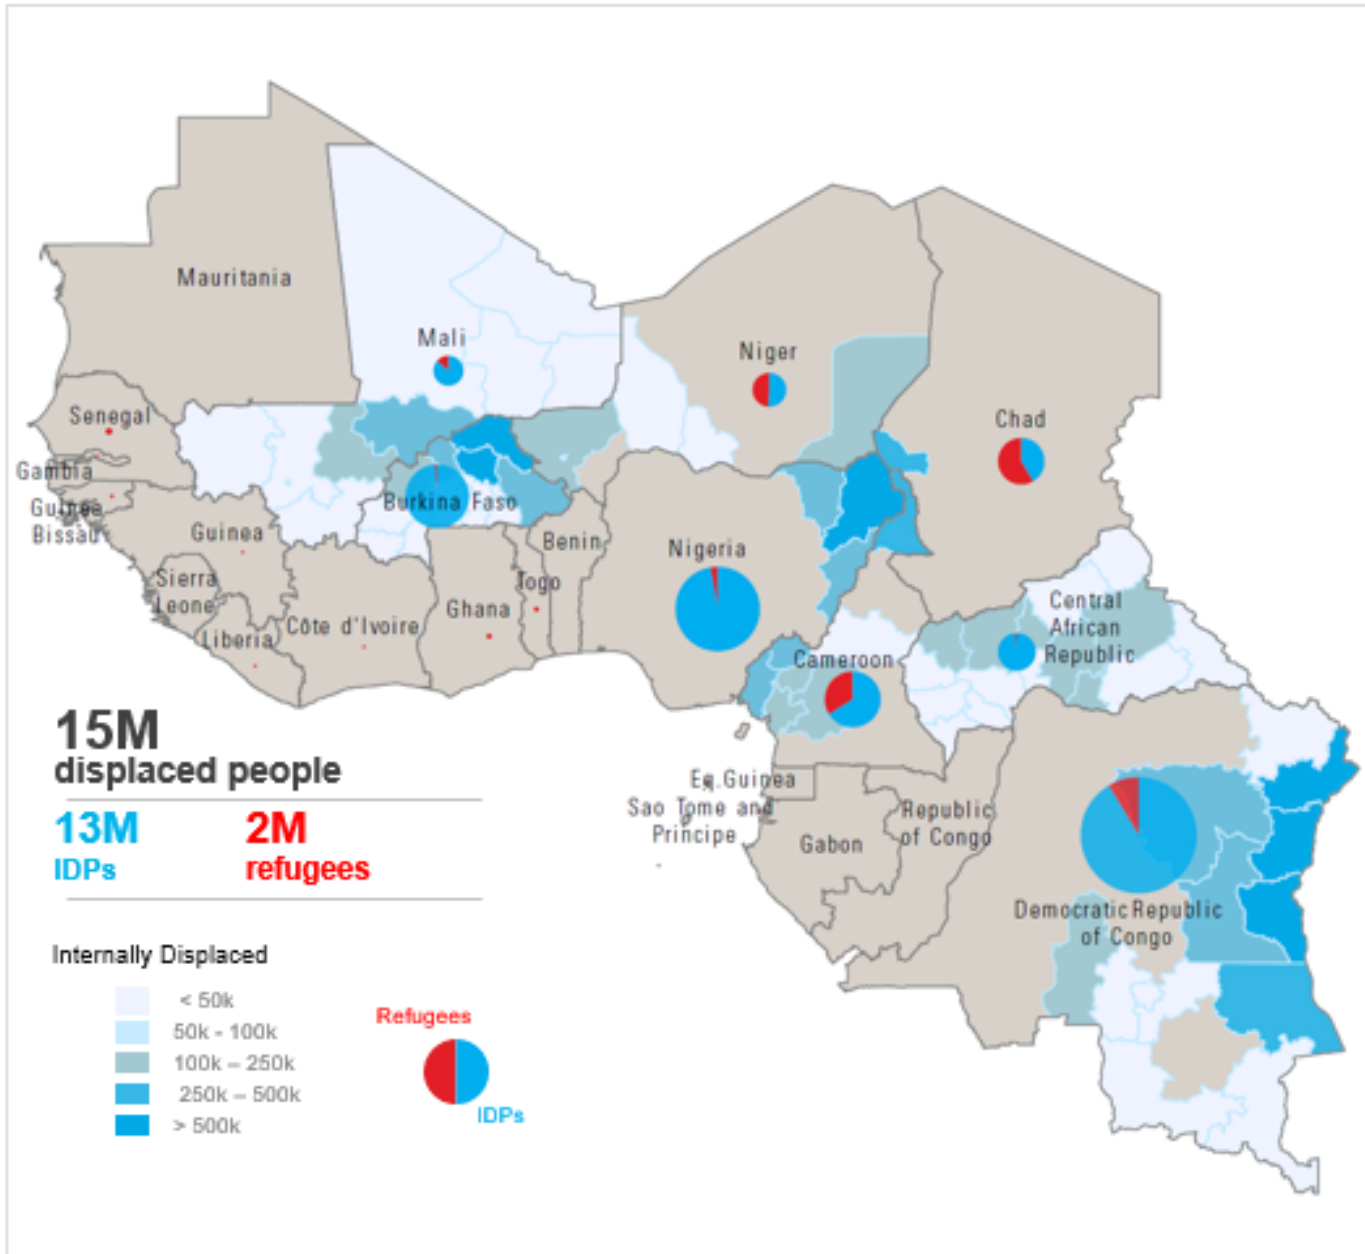 Mauritania
Mali
Niger
Chad
Senegal
Gambia
Guinea
Bissau
Burkina Faso
Guinea
Benin
Nigeria
Togo
Sierra
Leone
Ghana
Côte d'Ivoire
Liberia
Central
African
Republic
Cameroon
15M
displaced people
13M
IDPs
2M
refugees
Eq.Guinea
Sao Tome and
Principe
Republic
of Congo
Gabon
Democratic Republic
of Congo
Internally Displaced
< 50k
50k - 100k
100k – 250k
250k – 500k
> 500k
Refugees
IDPs